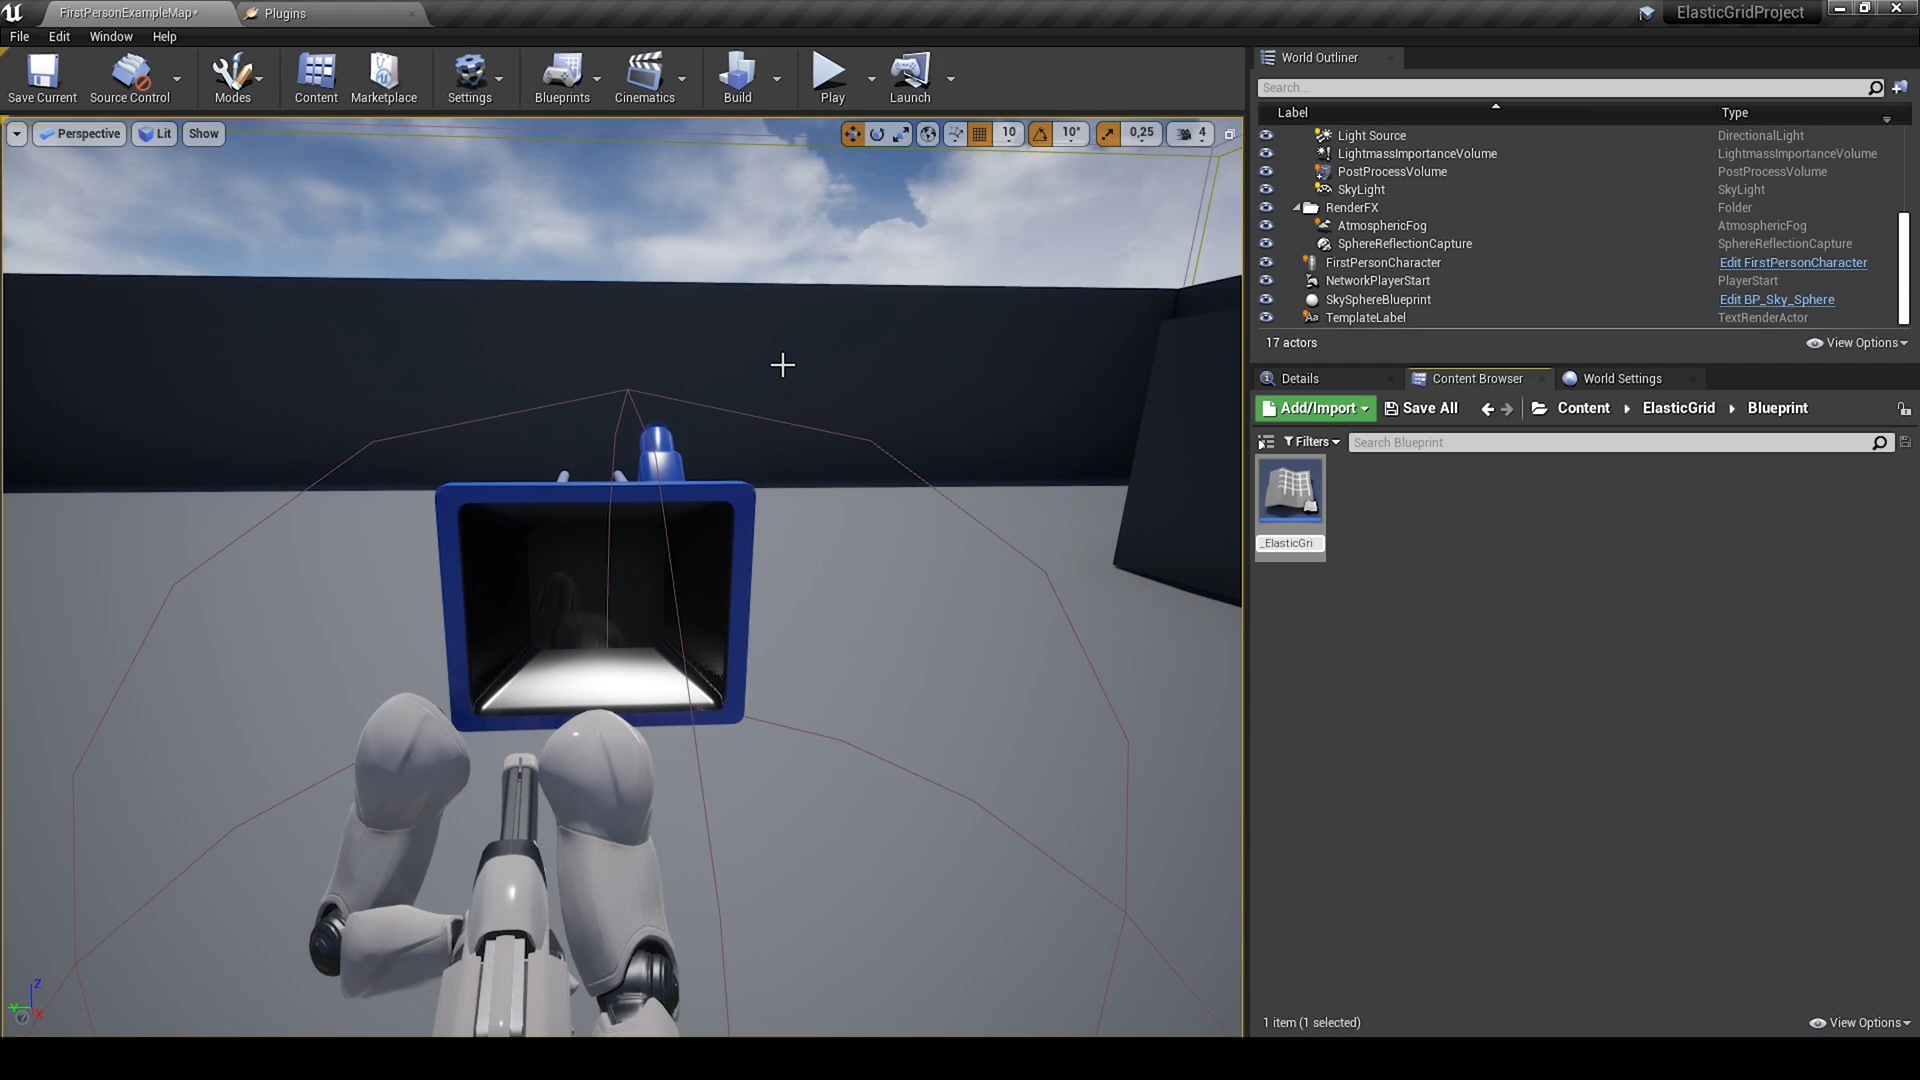 FirstPersonExampleMap*
Plugins
ElasticGridProject
File Edit Window Help
Save Current
Source Control
Modes
Content
Marketplace
Settings
Blueprints
Cinematics
Build
Play
Launch
Perspective
Lit
Show
10
10°
0,25
4
World Outliner
Search...
Label Type
Light Source DirectionalLight
LightmassImportanceVolume LightmassImportanceVolume
PostProcessVolume PostProcessVolume
SkyLight SkyLight
RenderFX Folder
AtmosphericFog AtmosphericFog
SphereReflectionCapture SphereReflectionCapture
FirstPersonCharacter Edit FirstPersonCharacter
NetworkPlayerStart PlayerStart
SkySphereBlueprint Edit BP_Sky_Sphere
TemplateLabel TextRenderActor
17 actors View Options
Details
Content Browser
World Settings
Add/Import Save All Content ElasticGrid Blueprint
Filters Search Blueprint
_ElasticGri
1 item (1 selected) View Options
Z
Y
X